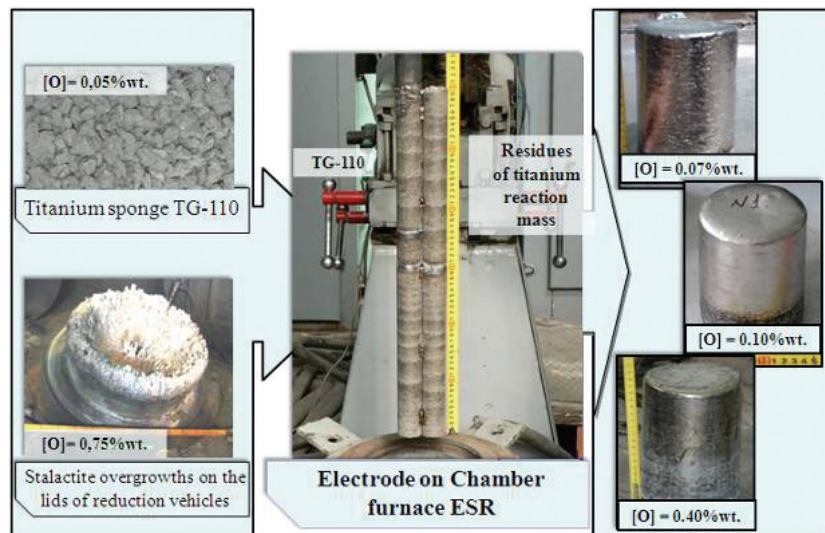 [O]= 0,05%wt.
Titanium sponge TG-110
[O]= 0,75%wt.
Stalactite overgrowths on the
lids of reduction vehicles
TG-110
Residues
of titanium
reaction
mass
Electrode on Chamber
furnace ESR
[O] = 0.07%wt.
N1
[O] = 0.10%wt.
[O] = 0.40%wt.